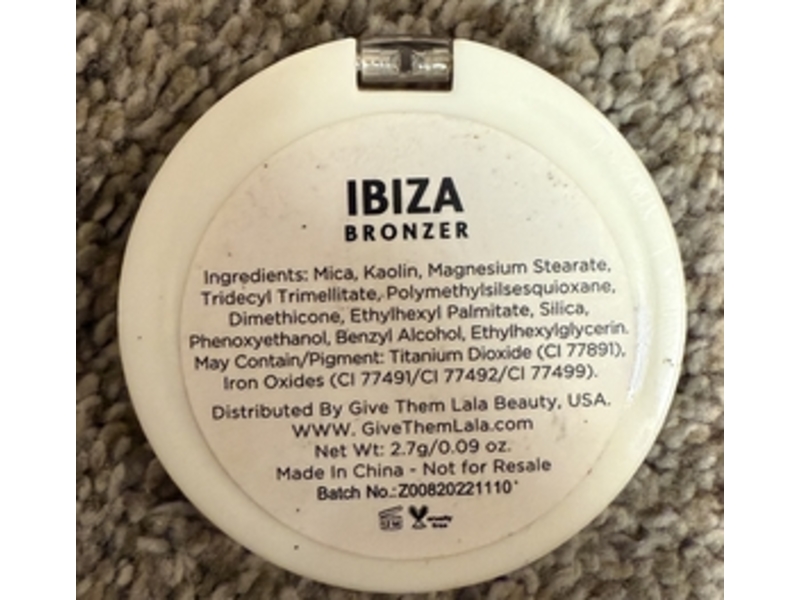 IBIZA
BRONZER
Ingredients: Mica, Kaolin, Magnesium Stearate,
Tridecyl Trimellitate, Polymethylsilsesquioxane,
Dimethicone, Ethylhexyl Palmitate, Silica,
Phenoxyethanol, Benzyl Alcohol, Ethylhexylglycerin.
May Contain/Pigment: Titanium Dioxide (CI 77891),
Iron Oxides (CI 77491/CI 77492/CI 77499).
Distributed By Give Them Lala Beauty, USA.
WWW. GiveThemLala.com
Net Wt: 2.7g/0.09 oz.
Made In China - Not for Resale
Batch No.:Z00820221110
cruelty
free